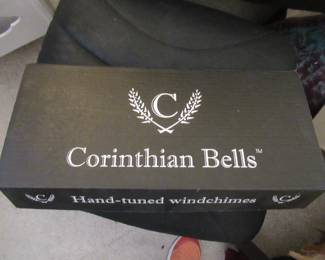 C
Corinthian Bells™
C Hand-tuned windchimes C